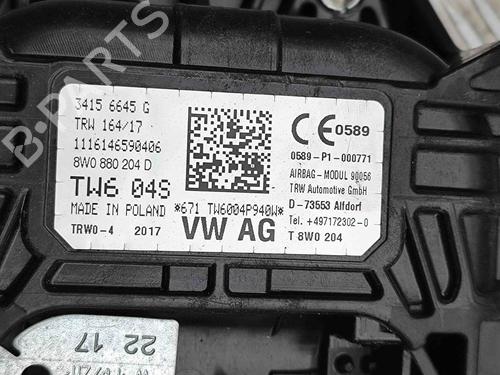 3415 6645 G
TRW 164/17
1116146590406
8W0 880 204 D
TW6 04S
MADE IN POLAND
TRW0-4 2017
*671 TW6004P940W*
VW AG
CE 0589
0589-P1-000771
AIRBAG-MODUL 90056
TRW Automotive GmbH
D-73553 Alfdorf
Tel. +497172302-0
T 8W0 204
22 17
B-PARTS